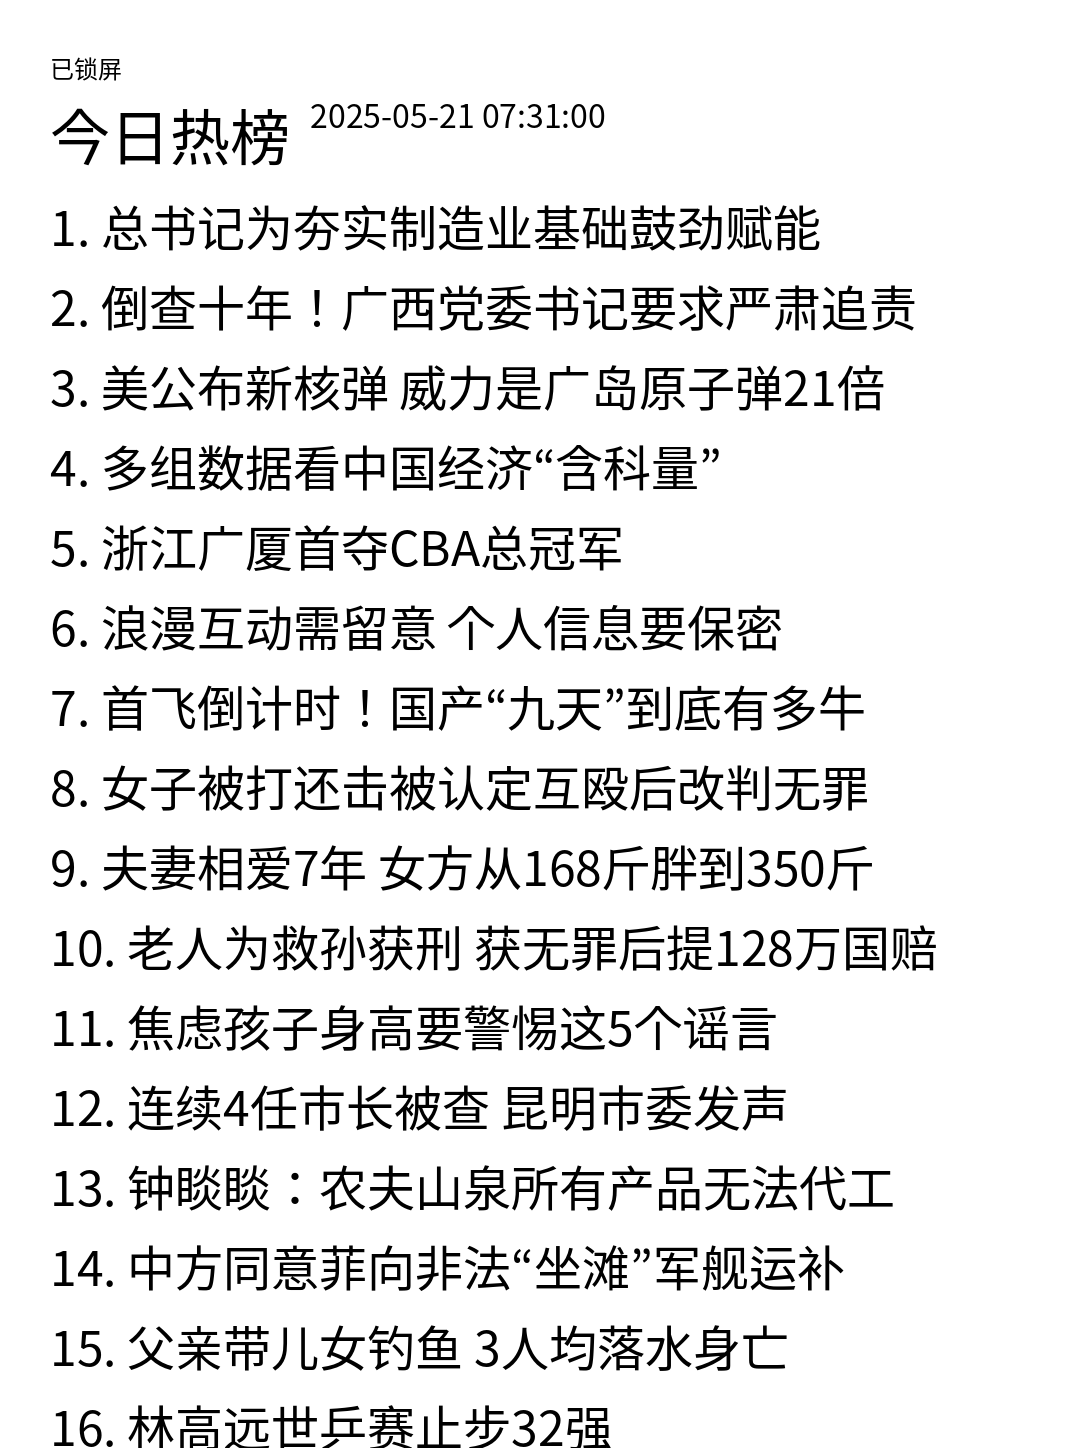 已锁屏
今日热榜 2025-05-21 07:31:00
1. 总书记为夯实制造业基础鼓劲赋能
2. 倒查十年！广西党委书记要求严肃追责
3. 美公布新核弹 威力是广岛原子弹21倍
4. 多组数据看中国经济“含科量”
5. 浙江广厦首夺CBA总冠军
6. 浪漫互动需留意 个人信息要保密
7. 首飞倒计时！国产“九天”到底有多牛
8. 女子被打还击被认定互殴后改判无罪
9. 夫妻相爱7年 女方从168斤胖到350斤
10. 老人为救孙获刑 获无罪后提128万国赔
11. 焦虑孩子身高要警惕这5个谣言
12. 连续4任市长被查 昆明市委发声
13. 钟睒睒：农夫山泉所有产品无法代工
14. 中方同意菲向非法“坐滩”军舰运补
15. 父亲带儿女钓鱼 3人均落水身亡
16. 林高远世乒赛止步32强